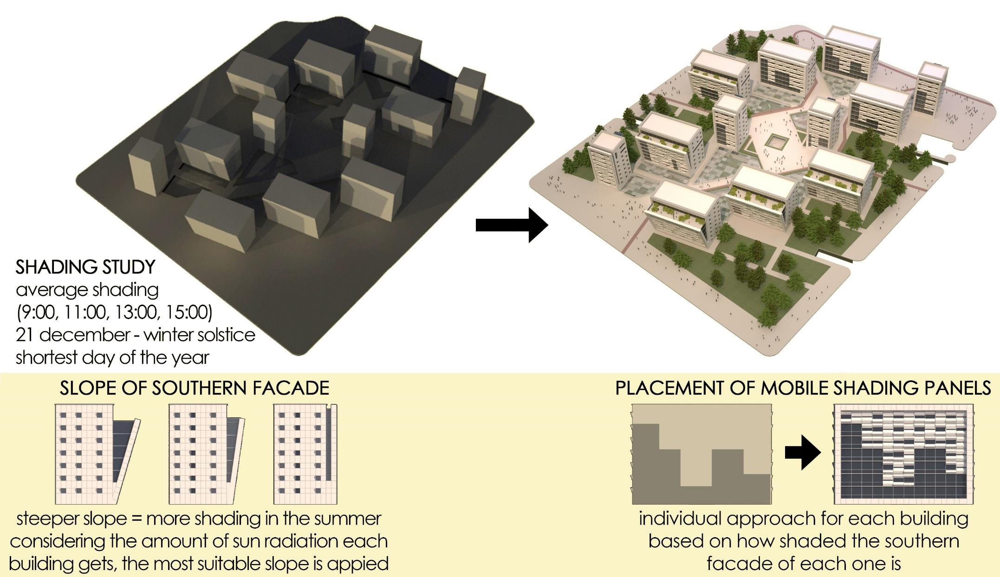 SHADING STUDY
average shading
(9:00, 11:00, 13:00, 15:00)
21 december - winter solstice
shortest day of the year
SLOPE OF SOUTHERN FACADE
steeper slope = more shading in the summer
considering the amount of sun radiation each
building gets, the most suitable slope is appied
PLACEMENT OF MOBILE SHADING PANELS
individual approach for each building
based on how shaded the southern
facade of each one is